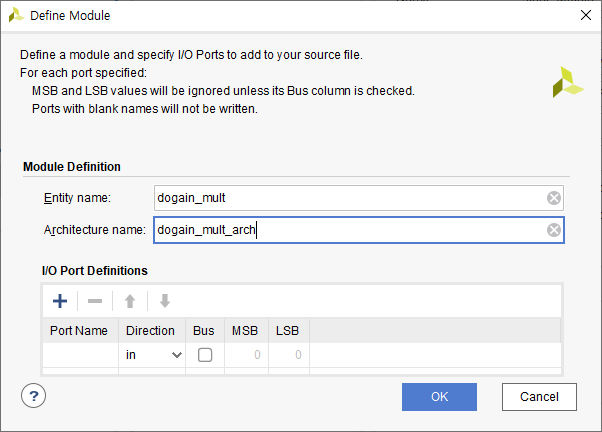 Define Module
Define a module and specify I/O Ports to add to your source file.
For each port specified:
MSB and LSB values will be ignored unless its Bus column is checked.
Ports with blank names will not be written.
Module Definition
Entity name: dogain_mult
Architecture name: dogain_mult_arch
I/O Port Definitions
Port Name Direction Bus MSB LSB
in 0 0
? OK Cancel